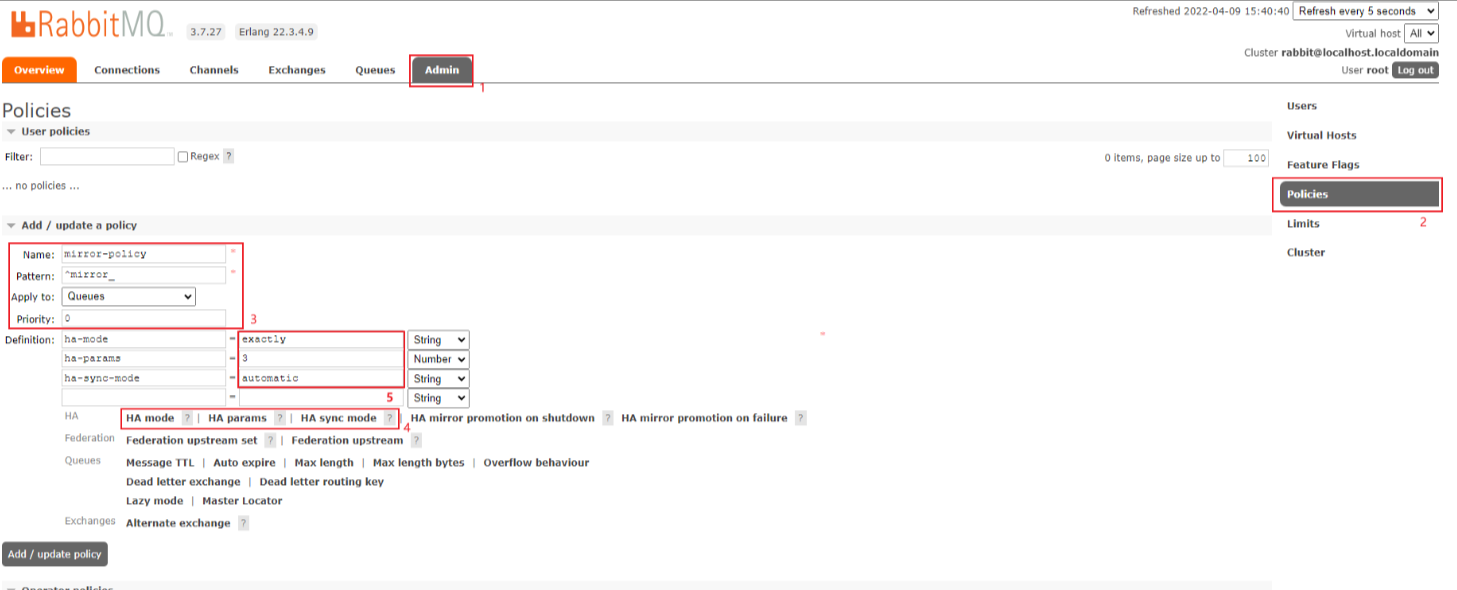 Refreshed 2022-04-09 15:40:40 Refresh every 5 seconds
RabbitMQ 3.7.27 Erlang 22.3.4.9
Virtual host All
Cluster rabbit@localhost.localdomain
User root Log out
Overview Connections Channels Exchanges Queues Admin
1
Policies
User policies
Filter: Regex ? 0 items, page size up to 100
... no policies ...
Users
Virtual Hosts
Feature Flags
Policies
2
Limits
Cluster
Add / update a policy
Name: mirror-policy *
Pattern: ^mirror_ *
Apply to: Queues
Priority: 0
3
Definition: ha-mode = exactly String *
ha-params = 3 Number
ha-sync-mode = automatic String
= String
5
HA HA mode ? | HA params ? | HA sync mode ? | HA mirror promotion on shutdown ? HA mirror promotion on failure ?
4
Federation Federation upstream set ? | Federation upstream ?
Queues Message TTL | Auto expire | Max length | Max length bytes | Overflow behaviour
Dead letter exchange | Dead letter routing key
Lazy mode | Master Locator
Exchanges Alternate exchange ?
Add / update policy
Operator policies